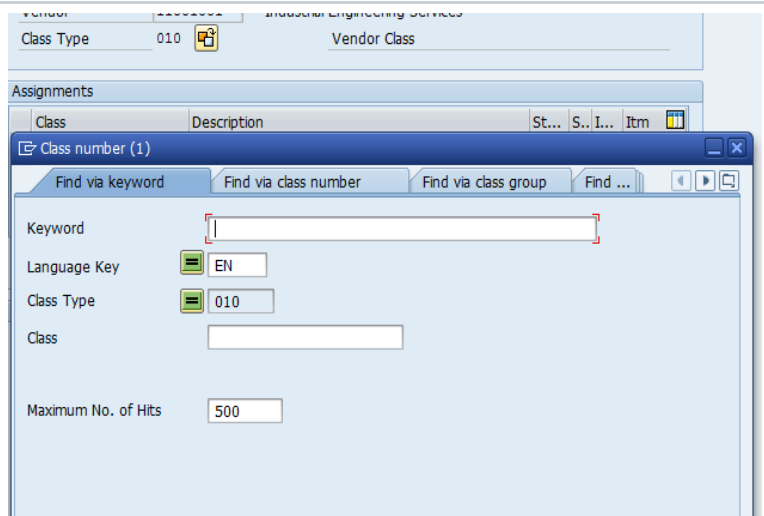 Vendor 11001001 Industrial Engineering Services
Class Type 010 Vendor Class
Assignments
Class Description St... S.. I... Itm
Class number (1)
Find via keyword Find via class number Find via class group Find ...
Keyword
Language Key EN
Class Type 010
Class
Maximum No. of Hits 500